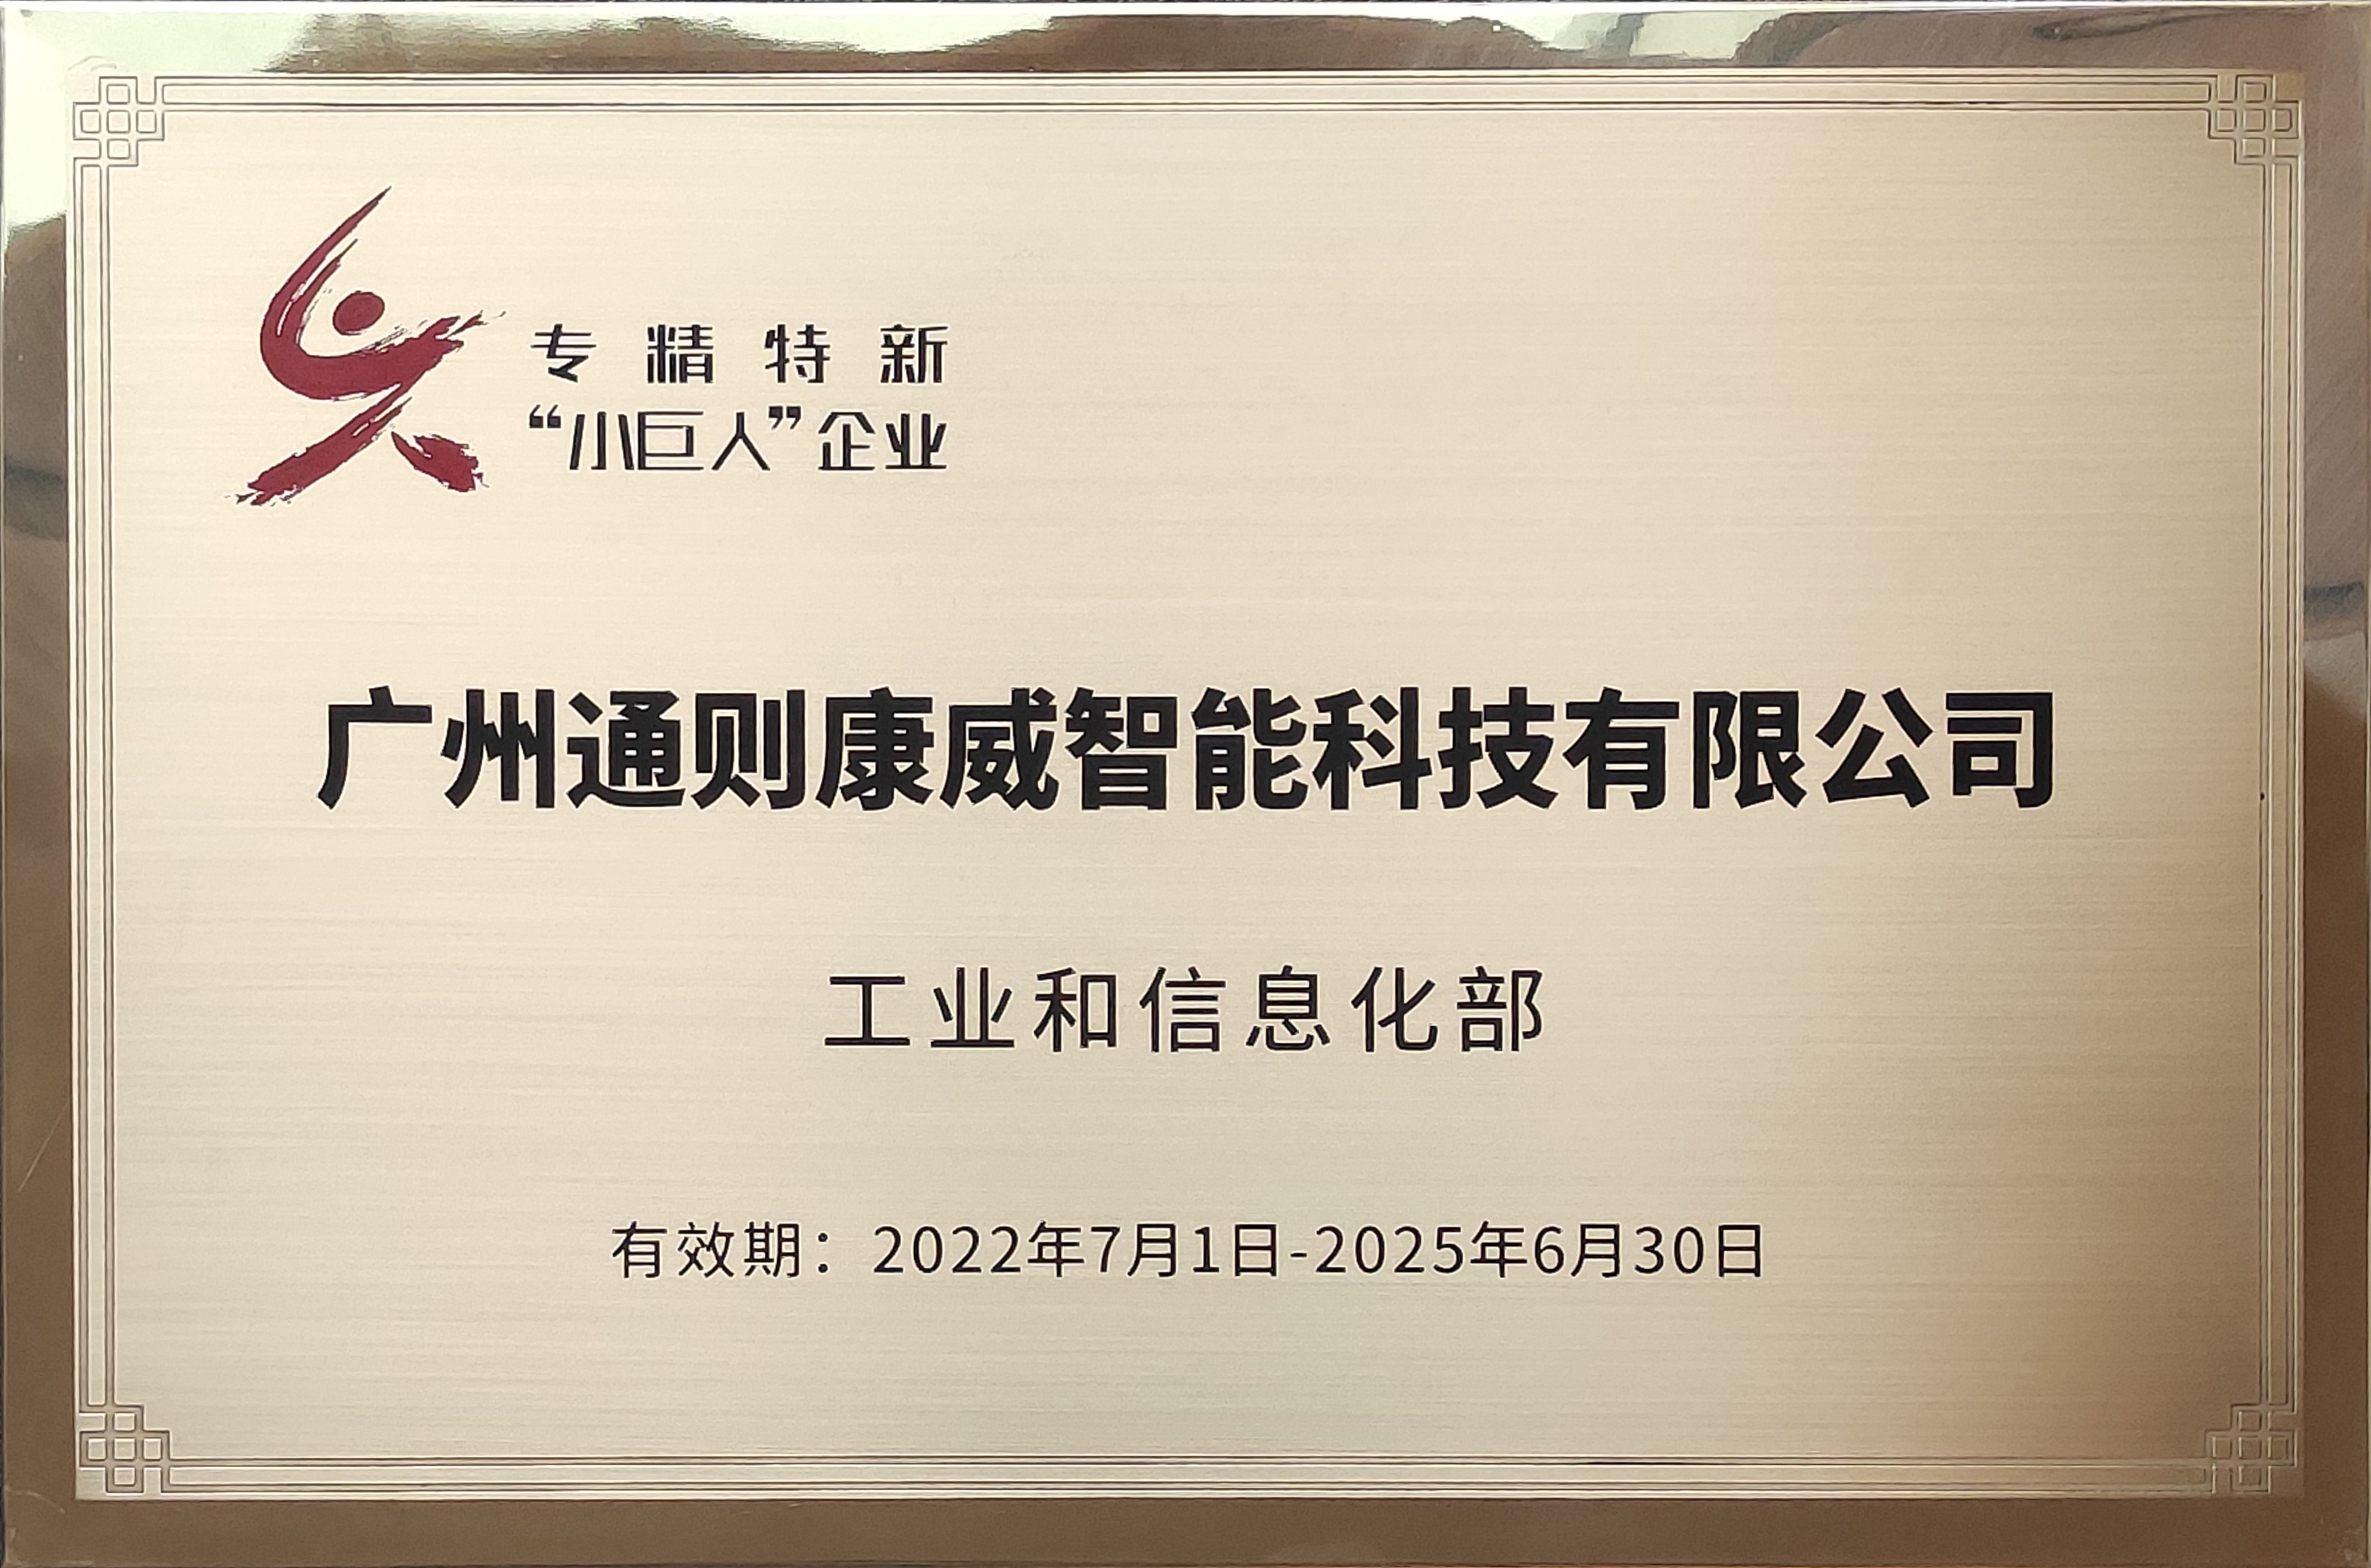 专精特新
“小巨人”企业
广州通则康威智能科技有限公司
工业和信息化部
有效期：2022年7月1日-2025年6月30日